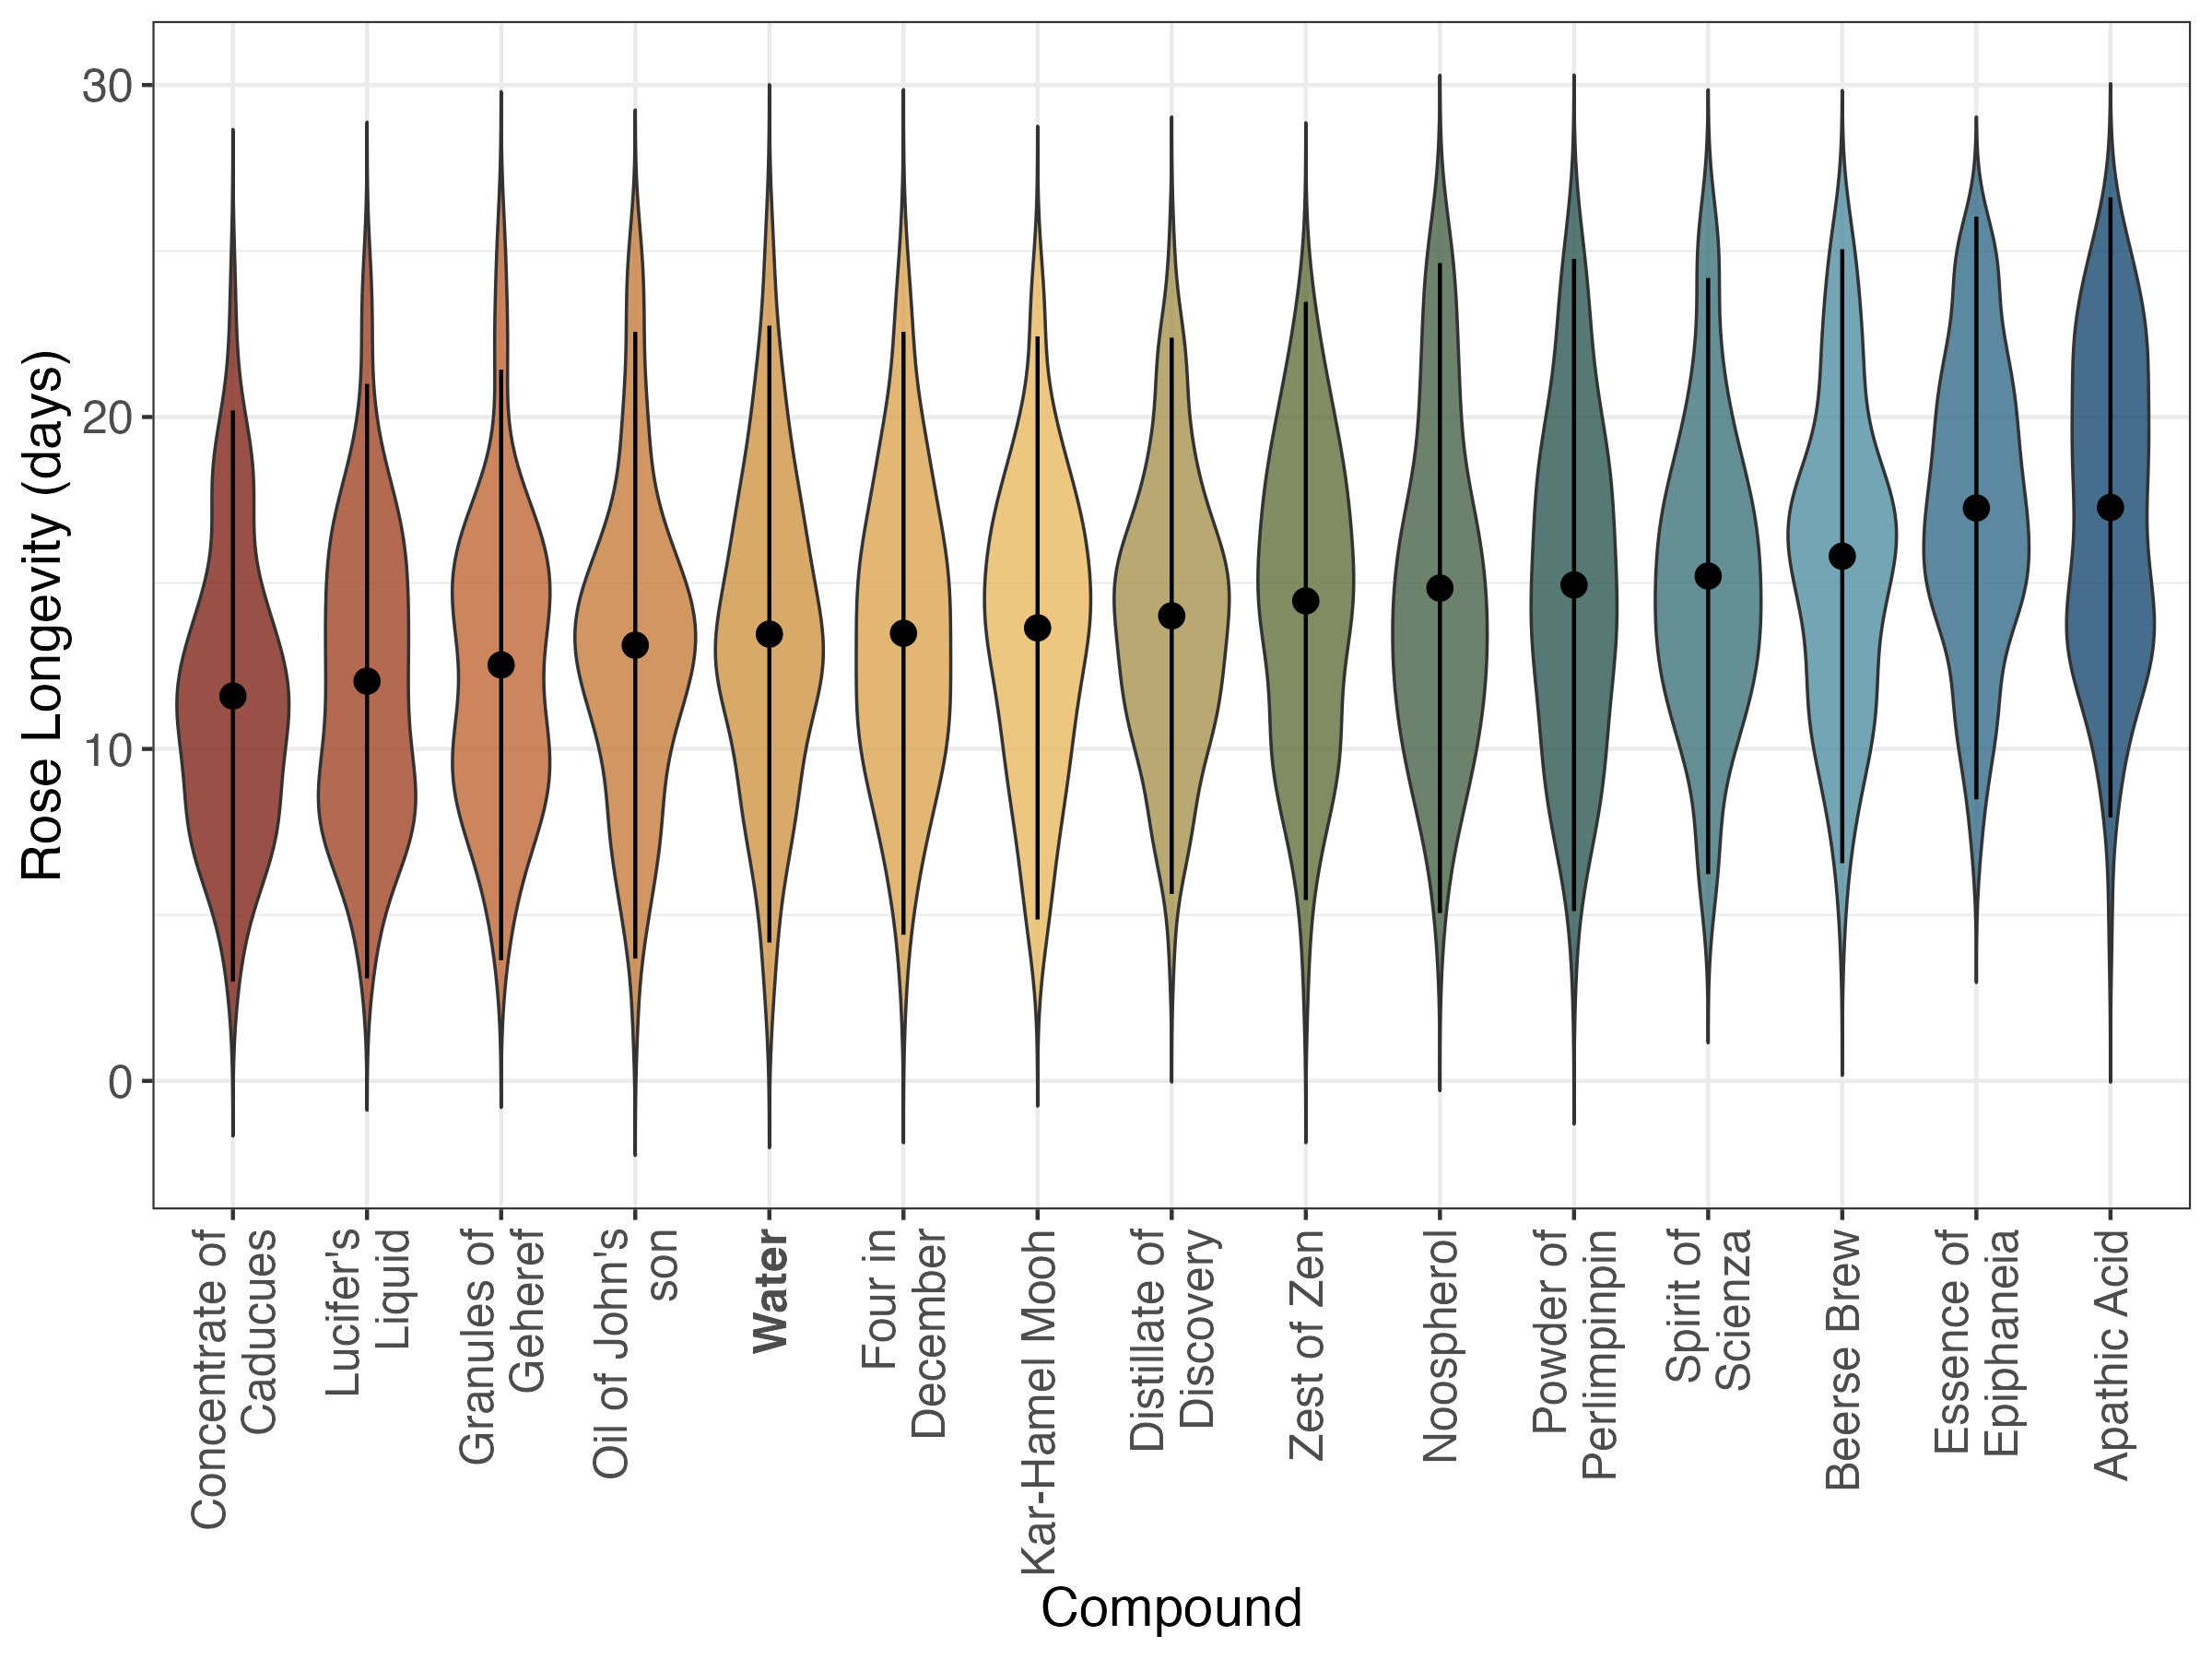 Rose Longevity (days)
30
20
10
0
Concentrate of
Caducues
Lucifer's
Liquid
Granules of
Geheref
Oil of John's
son
Water
Four in
December
Kar-Hamel Mooh
Distillate of
Discovery
Zest of Zen
Noospherol
Powder of
Perlimpinpin
Spirit of
Scienza
Beerse Brew
Essence of
Epiphaneia
Apathic Acid
Compound